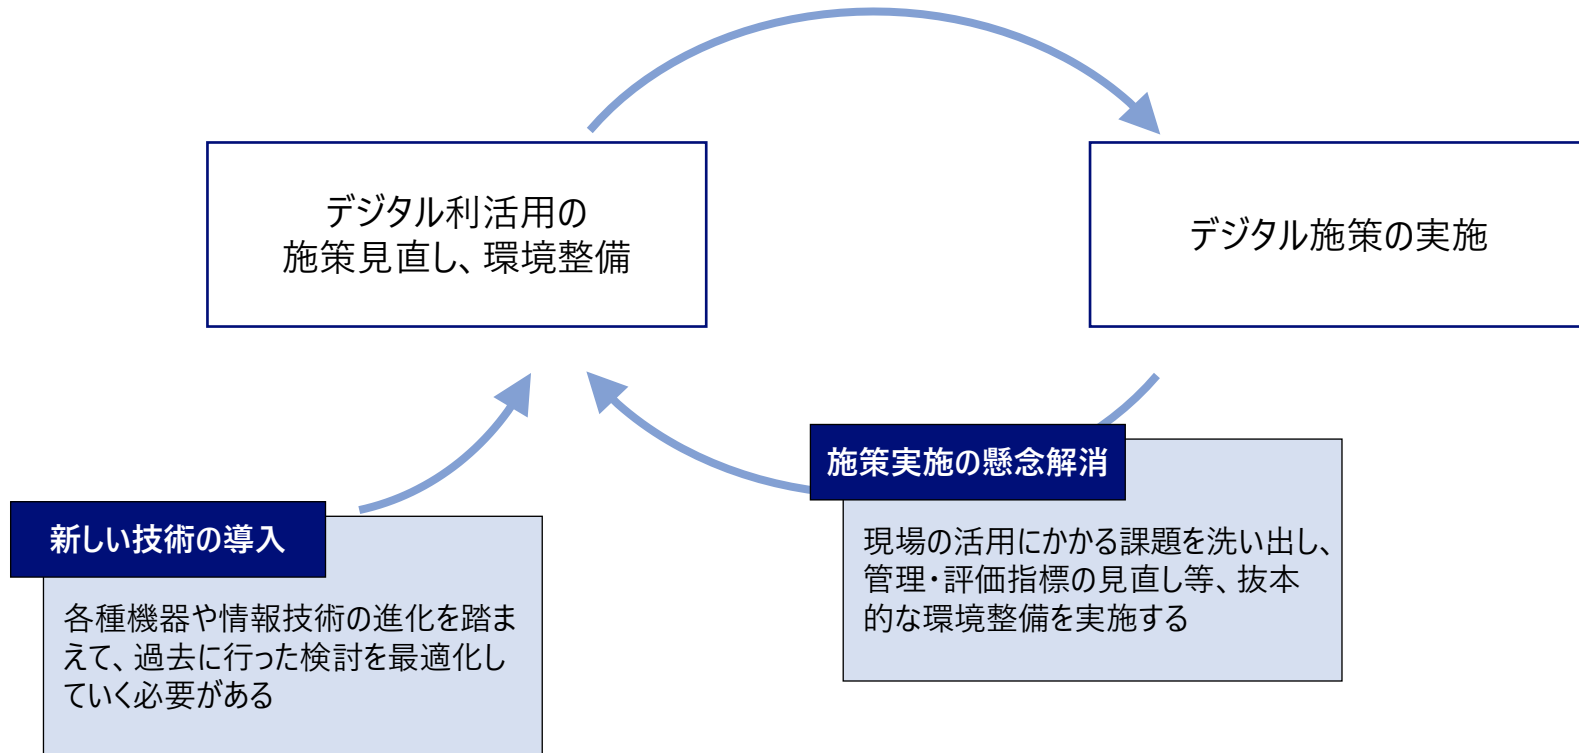 デジタル利活用の
施策見直し、環境整備
デジタル施策の実施
施策実施の懸念解消
現場の活用にかかる課題を洗い出し、
管理・評価指標の見直し等、抜本
的な環境整備を実施する
新しい技術の導入
各種機器や情報技術の進化を踏ま
えて、過去に行った検討を最適化し
ていく必要がある